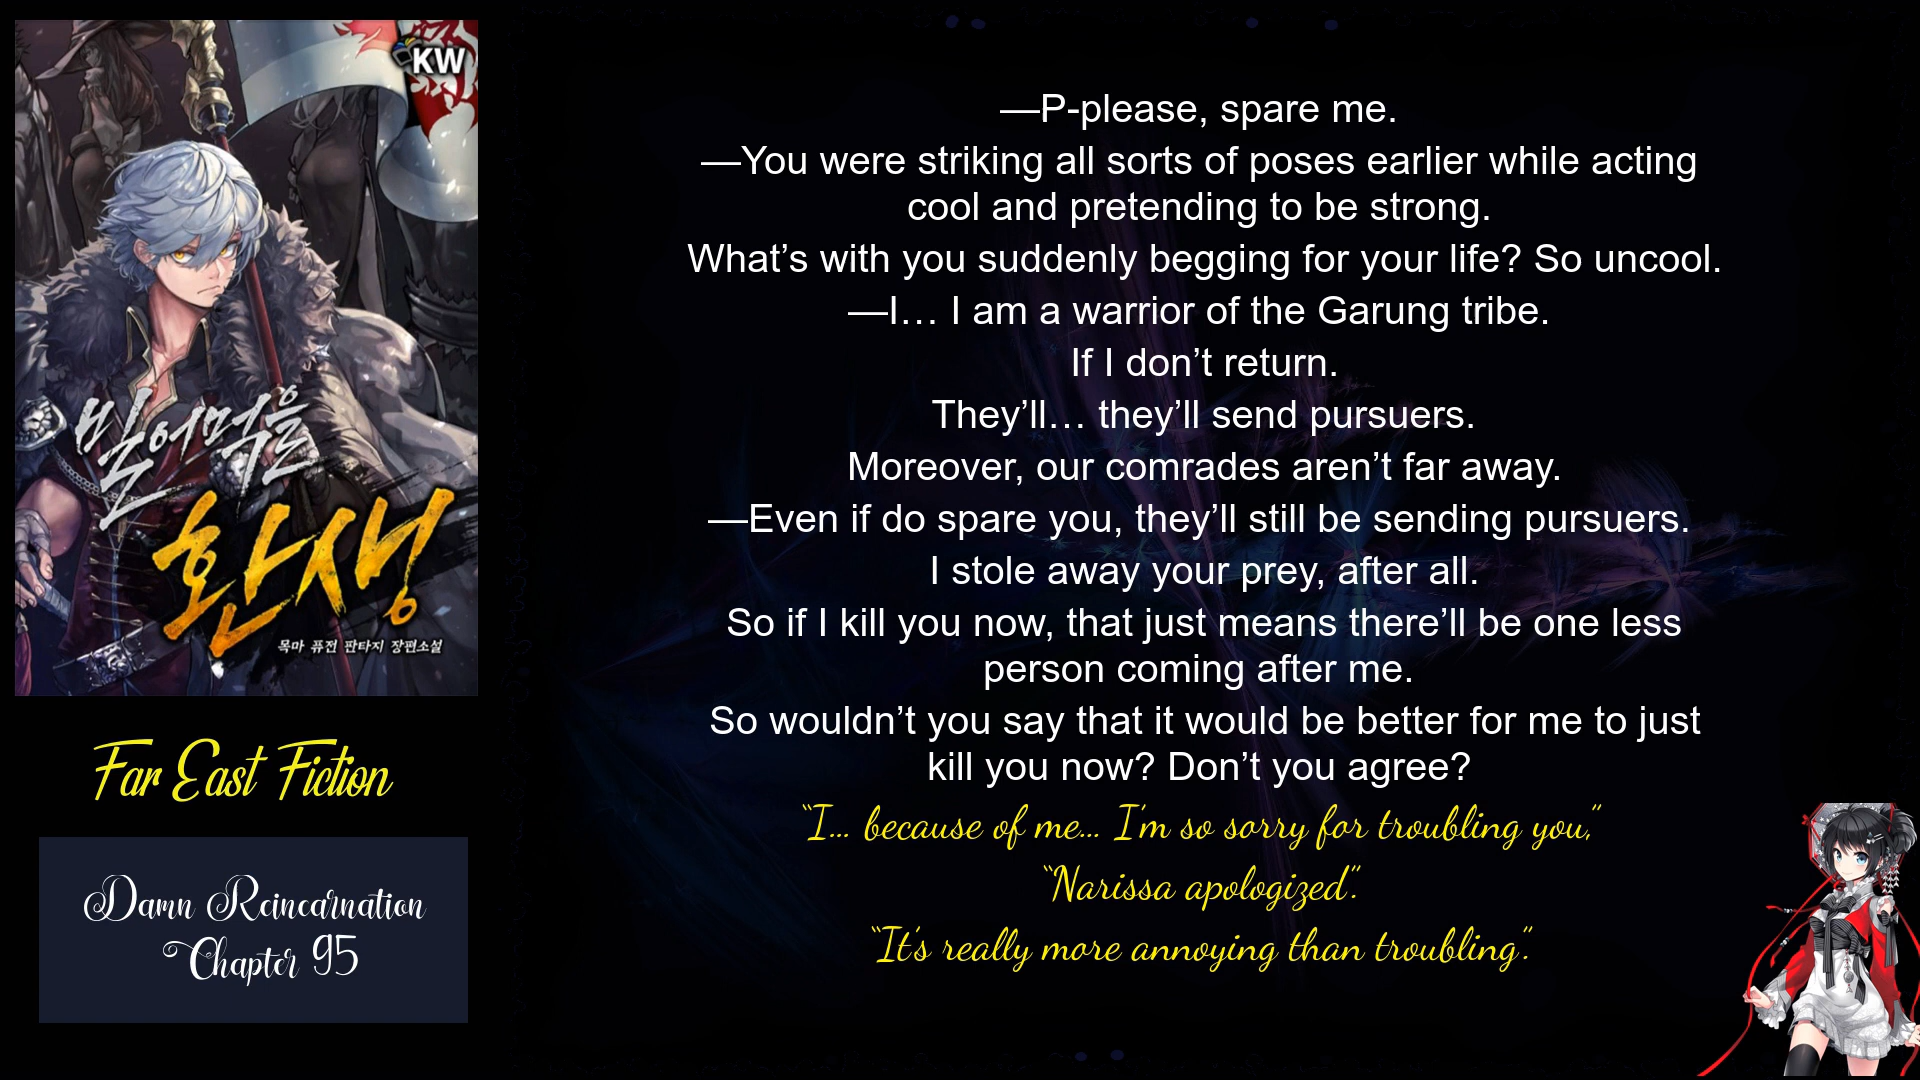 KW
빌어먹을
환생
목마 퓨전 판타지 장편소설
Far East Fiction
Damn Reincarnation
Chapter 95
—P-please, spare me.
—You were striking all sorts of poses earlier while acting
cool and pretending to be strong.
What’s with you suddenly begging for your life? So uncool.
—I… I am a warrior of the Garung tribe.
If I don’t return.
They’ll… they’ll send pursuers.
Moreover, our comrades aren’t far away.
—Even if do spare you, they’ll still be sending pursuers.
I stole away your prey, after all.
So if I kill you now, that just means there’ll be one less
person coming after me.
So wouldn’t you say that it would be better for me to just
kill you now? Don’t you agree?
“I… because of me… I’m so sorry for troubling you,”
“Narissa apologized”.
“It’s really more annoying than troubling”.